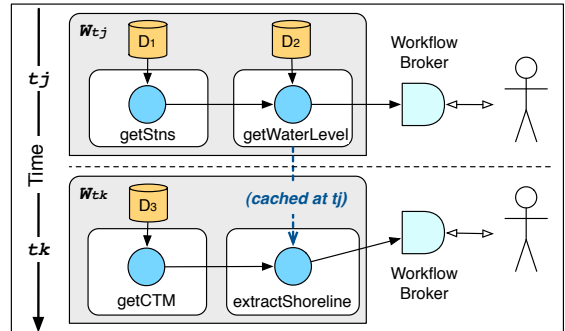 Wtj
D1
D2
Workflow
Broker
tj
getStns
getWaterLevel
Time
Wtk
D3
(cached at tj)
tk
getCTM
extractShoreline
Workflow
Broker